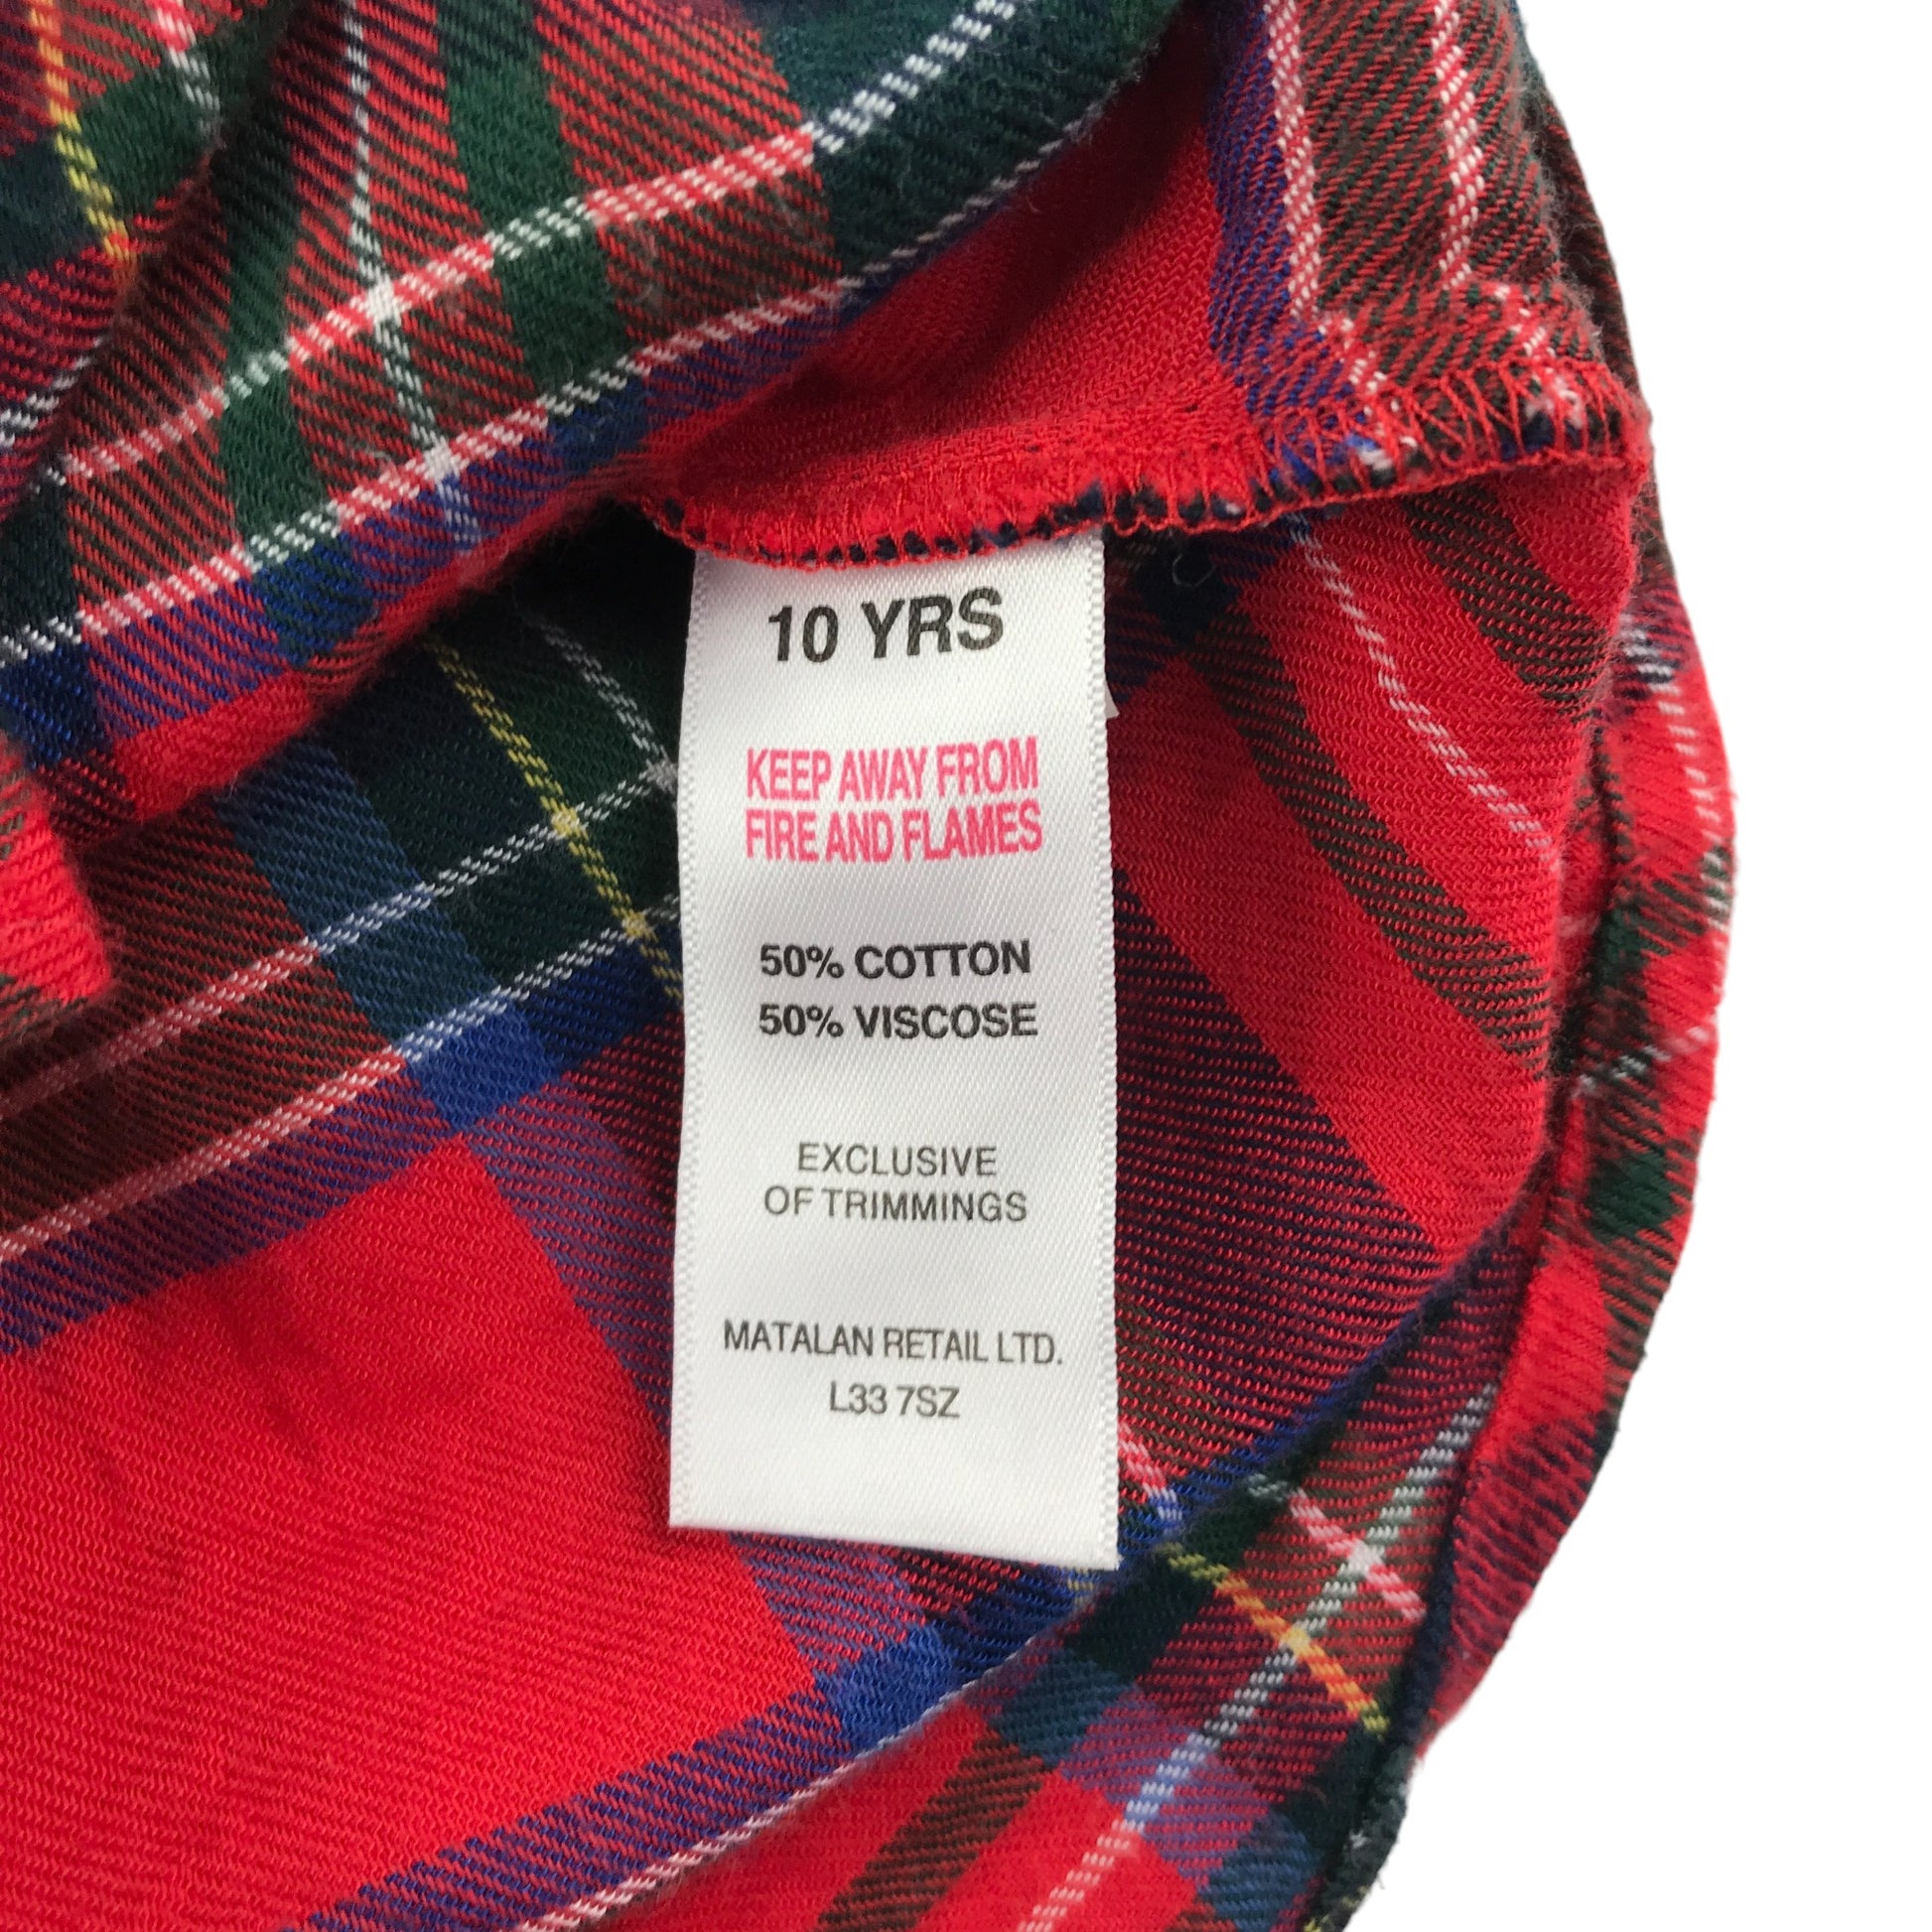 10 YRS
KEEP AWAY FROM
FIRE AND FLAMES
50% COTTON
50% VISCOSE
EXCLUSIVE
OF TRIMMINGS
MATALAN RETAIL LTD.
L33 7SZ